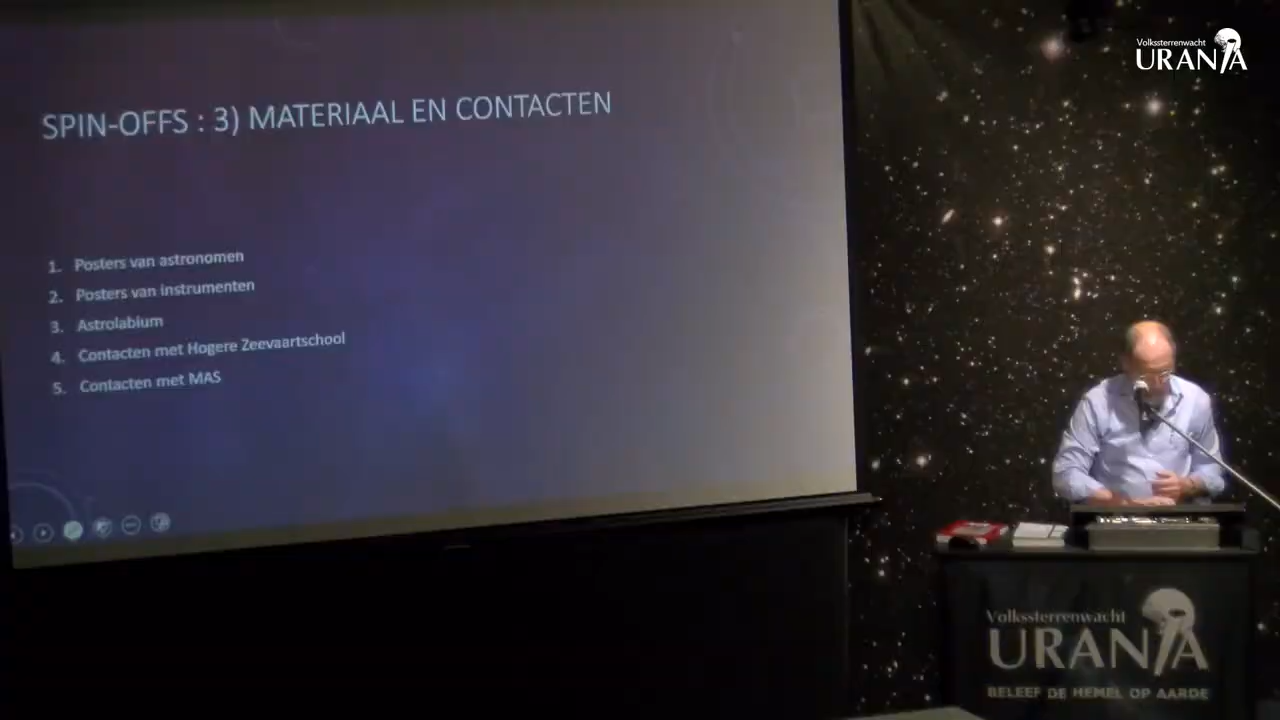 Volkssterrenwacht
URANIA
SPIN-OFFS : 3) MATERIAAL EN CONTACTEN
1. Posters van astronomen
2. Posters van instrumenten
3. Astrolabium
4. Contacten met Hogere Zeevaartschool
5. Contacten met MAS
Volkssterrenwacht
URANIA
BELEEF DE HEMEL OP AARDE